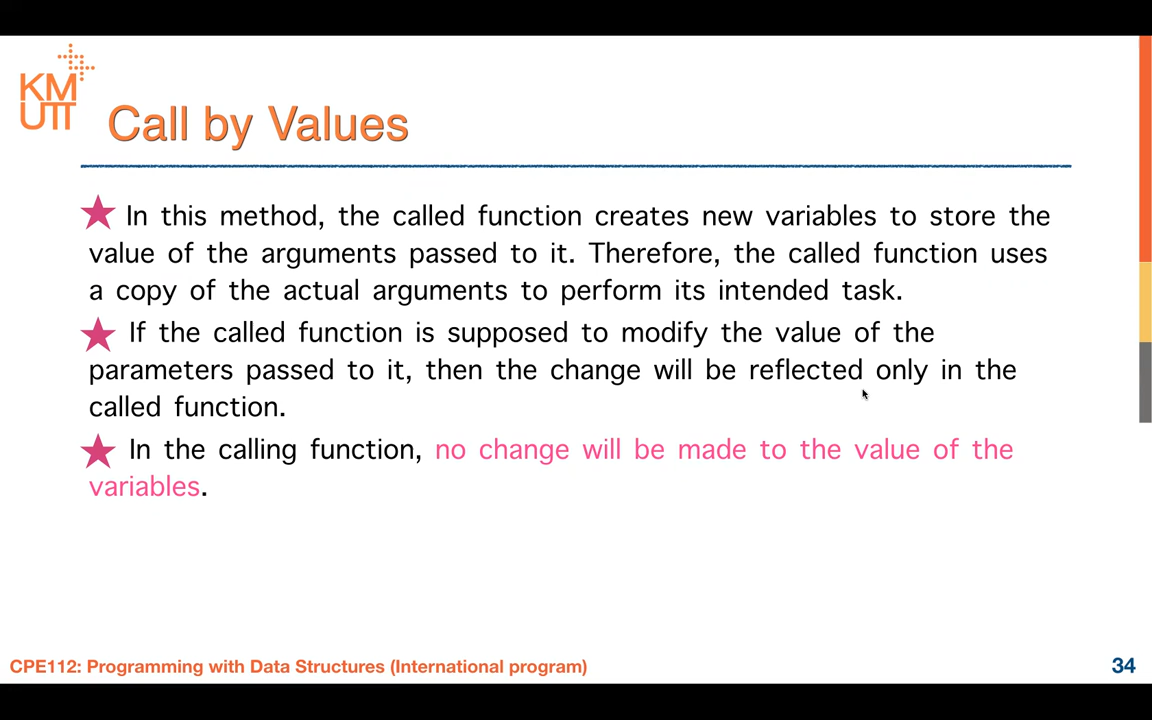 KM
UTT
Call by Values
In this method, the called function creates new variables to store the
value of the arguments passed to it. Therefore, the called function uses
a copy of the actual arguments to perform its intended task.
If the called function is supposed to modify the value of the
parameters passed to it, then the change will be reflected only in the
called function.
In the calling function, no change will be made to the value of the
variables.
CPE112: Programming with Data Structures (International program)
34